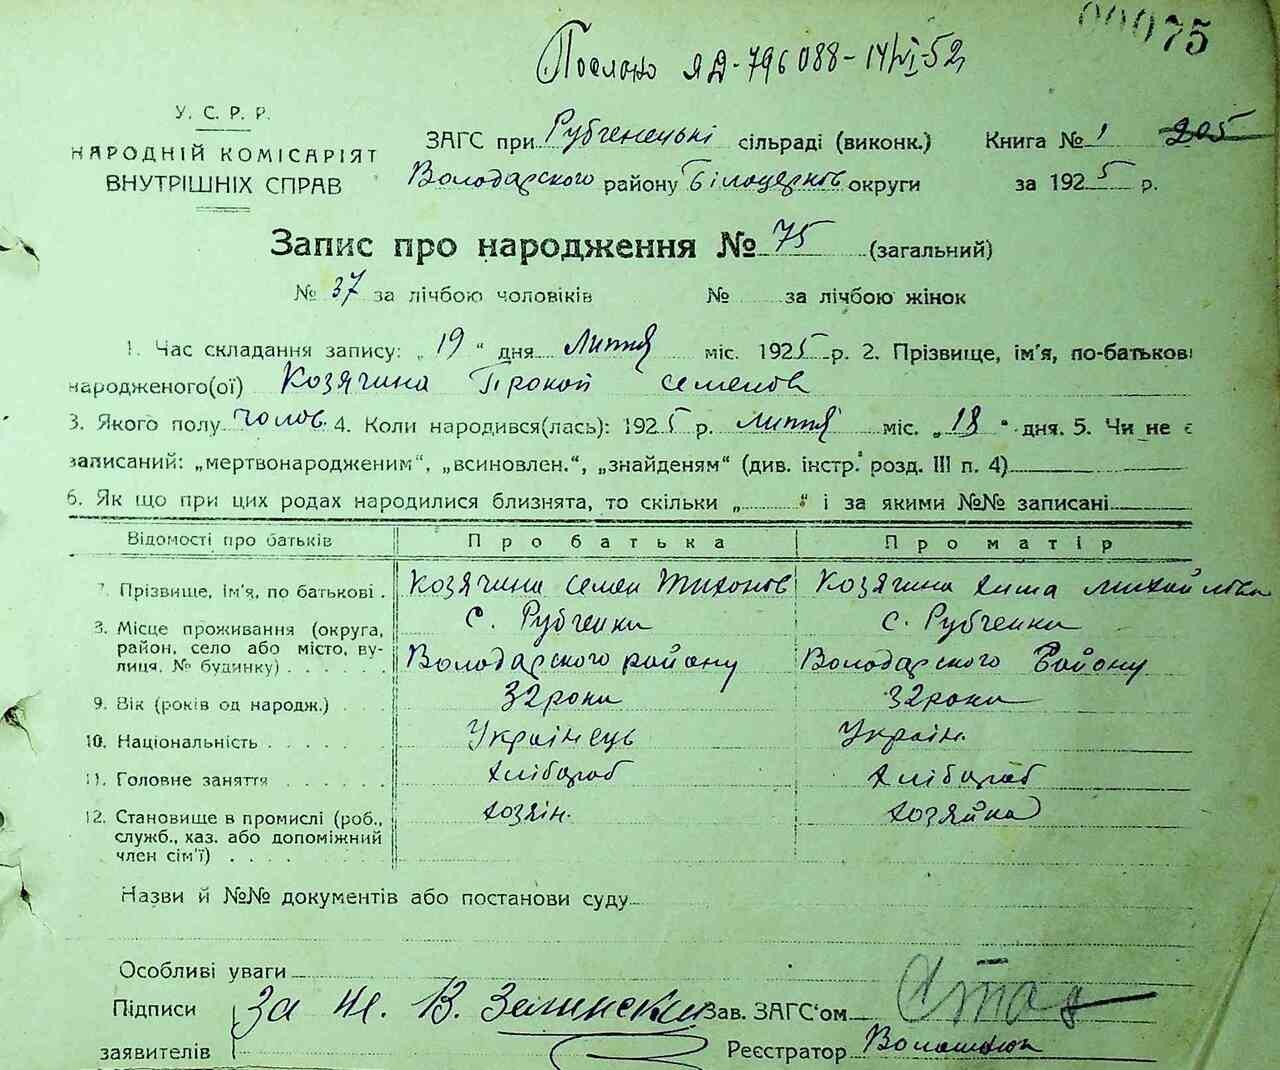 00075
Послано ЯД-796088-14/VI-52
У. С. Р. Р.
НАРОДНІЙ КОМІСАРІЯТ
ВНУТРІШНІХ СПРАВ
ЗАГС при Рубченецькі сільраді (виконк.) Книга № 1 205
Володарского району Білоцерков округи за 1925 р.
Запис про народження № 75 (загальний)
№ 37 за лічбою чоловіків № за лічбою жінок
1. Час складання запису: „ 19 “ дня Липня міс. 1925 р. 2. Прізвище, ім'я, по-батькові
народженого(ої) Козячина Прокоп Семенов
3. Якого полу чолов. 4. Коли народився(лась): 1925 р. липня міс. „ 18 “ дня. 5. Чи не є
записаний: „мертвонародженим“, „всиновлен.“, „знайденям“ (див. інстр. розд. III п. 4)
6. Як що при цих родах народилися близнята, то скільки „ “ і за якими №№ записані
Відомості про батьків Про батька Про матір
7. Прізвище, ім'я, по батькові . Козячина Семен Тихонов Козячина Хима Михайлівна
8. Місце проживання (округа, с. Рубченки с. Рубченки
район, село або місто, ву-
лиця, № будинку) . . . . . Володарского району Володарского Району
9. Вік (років од народж.) . . . 32 роки 32 роки
10. Національність . . . . . Українець Україн.
11. Головне заняття . . . . . хлібороб хлібороб
12. Становище в промислі (роб., хозяін. хозяйка
служб., хаз. або допоміжний
член сім'ї) . . . . .
Назви й №№ документів або постанови суду
Особливі уваги
Підписи За не. В. Зелински Зав. ЗАГС'ом
заявителів Реєстратор Волошдюк